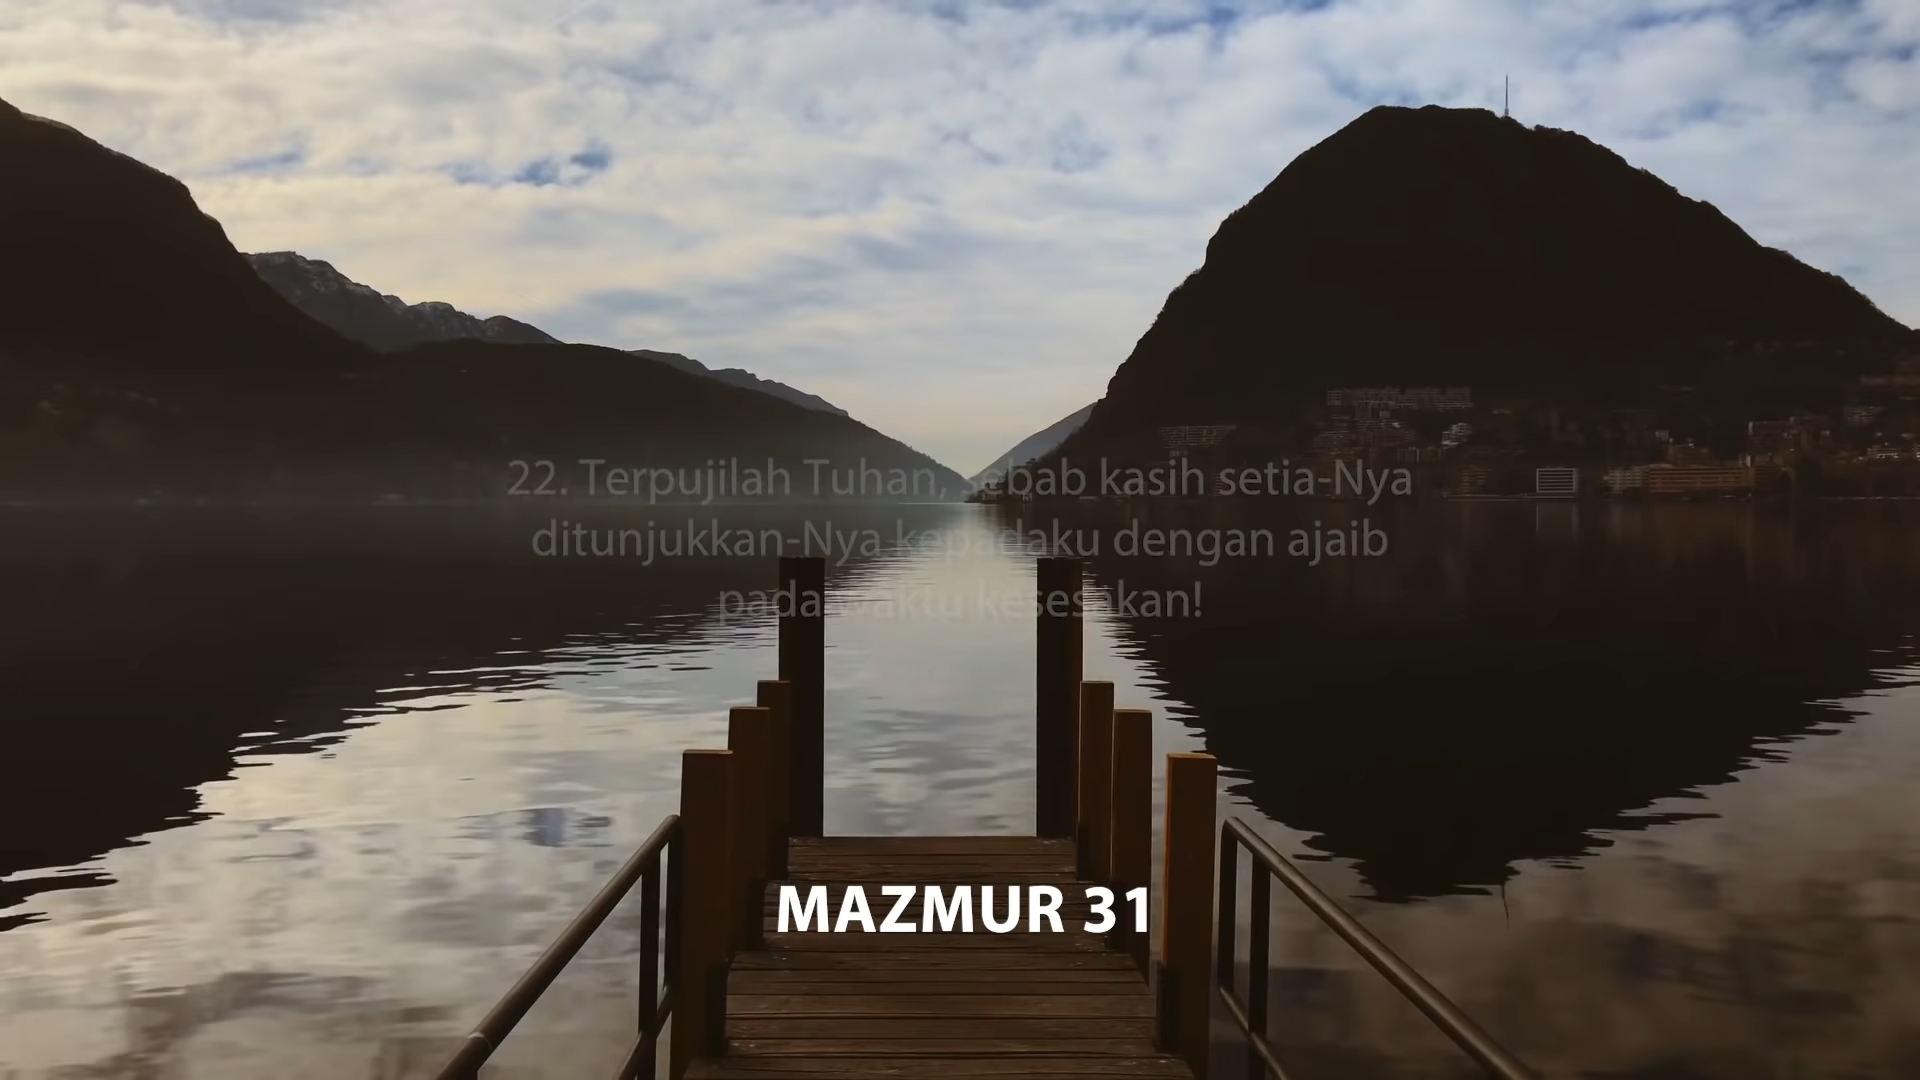 22. Terpujilah Tuhan, sebab kasih setia-Nya
ditunjukkan-Nya kepadaku dengan ajaib
pada waktu kesesakan!
MAZMUR 31